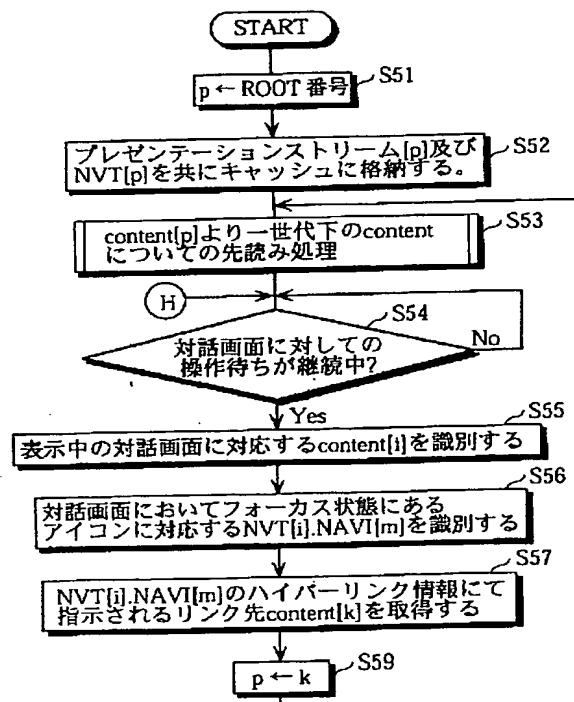 START
p ← ROOT 番号
S51
プレゼンテーションストリーム[p]及び
NVT[p]を共にキャッシュに格納する。
S52
content[p]より一世代下のcontent
についての先読み処理
S53
H
S54
対話画面に対しての
操作待ちが継続中?
No
Yes
S55
表示中の対話画面に対応するcontent[i]を識別する
S56
対話画面においてフォーカス状態にある
アイコンに対応するNVT[i].NAVI[m]を識別する
S57
NVT[i].NAVI[m]のハイパーリンク情報にて
指示されるリンク先content[k]を取得する
S59
p ← k